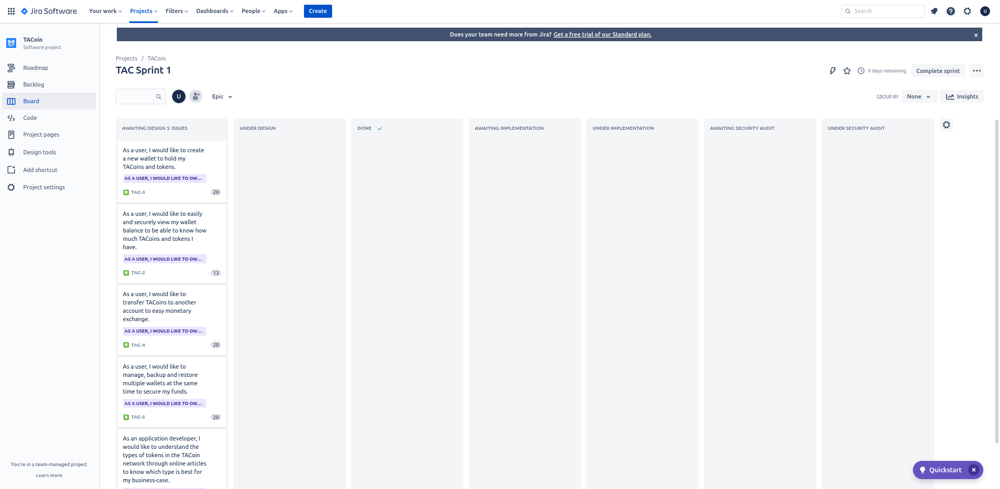 Jira Software
Your work
Projects
Filters
Dashboards
People
Apps
Create
Search
U
TACoin
Software project
Roadmap
Backlog
Board
Code
Project pages
Design tools
Add shortcut
Project settings
You're in a team-managed project
Learn more
Does your team need more from Jira? Get a free trial of our Standard plan.
Projects / TACoin
TAC Sprint 1
9 days remaining
Complete sprint
U
Epic
GROUP BY
None
Insights
AWAITING DESIGN 5 ISSUES
UNDER DESIGN
DONE
AWAITING IMPLEMENTATION
UNDER IMPLEMENTATION
AWAITING SECURITY AUDIT
UNDER SECURITY AUDIT
As a user, I would like to create
a new wallet to hold my
TACoins and tokens.
AS A USER, I WOULD LIKE TO OW...
TAC-3
20
As a user, I would like to easily
and securely view my wallet
balance to be able to know how
much TACoins and tokens I
have.
AS A USER, I WOULD LIKE TO OW...
TAC-2
13
As a user, I would like to
transfer TACoins to another
account to easy monetary
exchange.
AS A USER, I WOULD LIKE TO OW...
TAC-4
20
As a user, I would like to
manage, backup and restore
multiple wallets at the same
time to secure my funds.
AS A USER, I WOULD LIKE TO OW...
TAC-5
20
As an application developer, I
would like to understand the
types of tokens in the TACoin
network through online articles
to know which type is best for
my business-case.
Quickstart